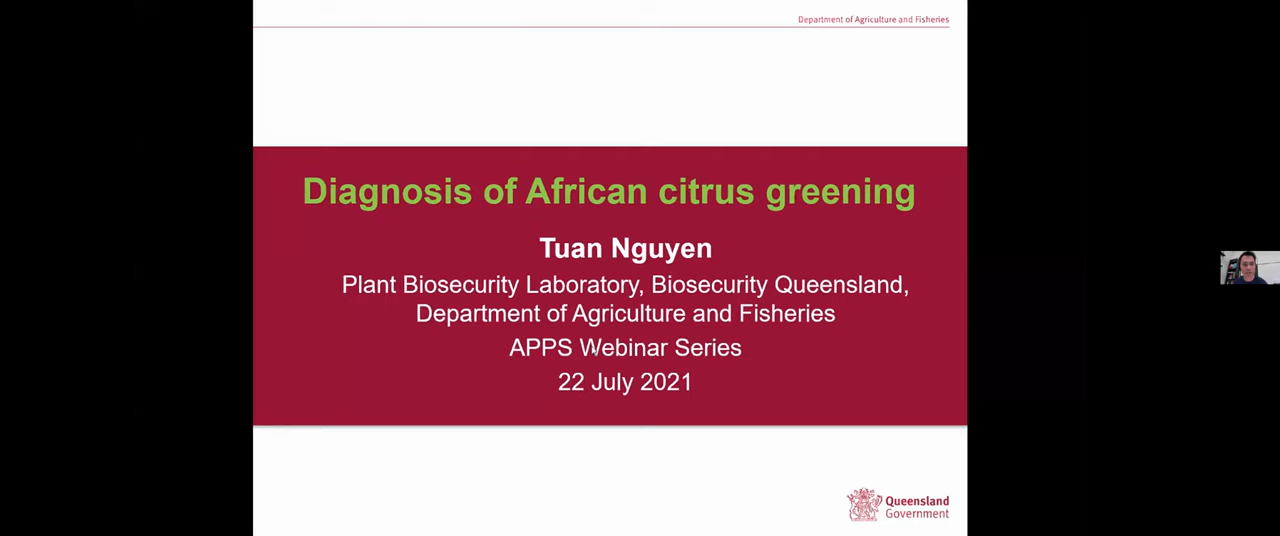 Department of Agriculture and Fisheries
Diagnosis of African citrus greening
Tuan Nguyen
Plant Biosecurity Laboratory, Biosecurity Queensland,
Department of Agriculture and Fisheries
APPS Webinar Series
22 July 2021
Queensland
Government